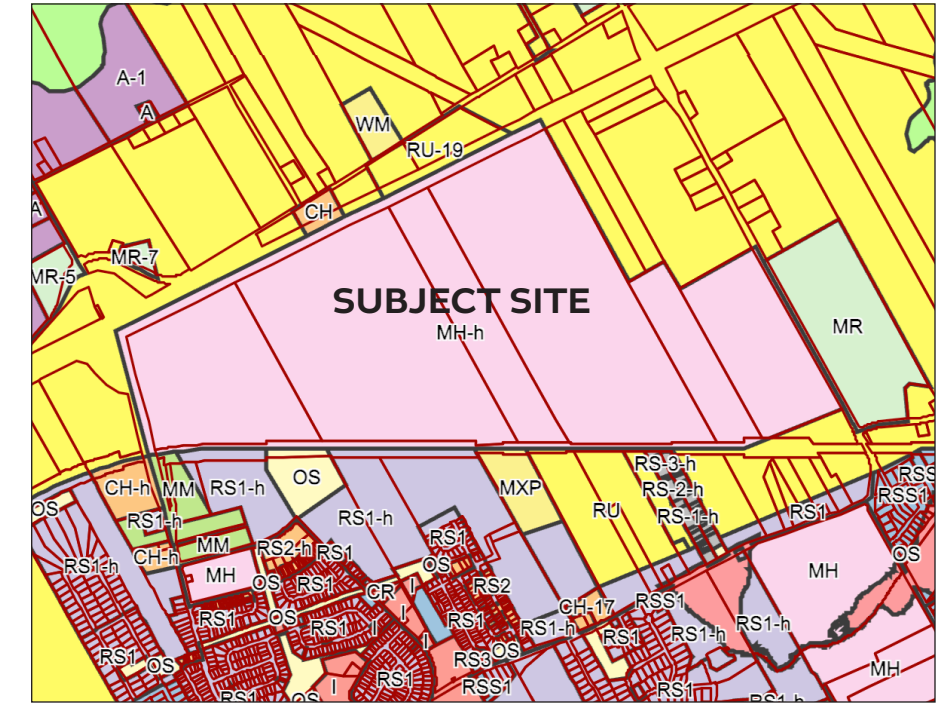 A-1
A
WM
RU-19
A
CH
MR-7
MR-5
SUBJECT SITE
MH-h
MR
RS-3-h
CH-h
MM
RS1-h
OS
MXP
RS-2-h
RSS
RSS1
OS
RS1-h
RS1-h
RU
RS-1-h
RS1
CH-h
MM
RS2-h
RS1
RS1
OS
RS1-h
MH
OS
RS1
CR
I
OS
RS2
MH
RS1
OS
RS1
I
I
RS1
CH-17
RSS1
RS1-h
RS1-h
RS1-h
RS1
RS1
OS
RS3
OS
MH
RS1
OS
I
RS1
RSS1
RS1
RS1-h